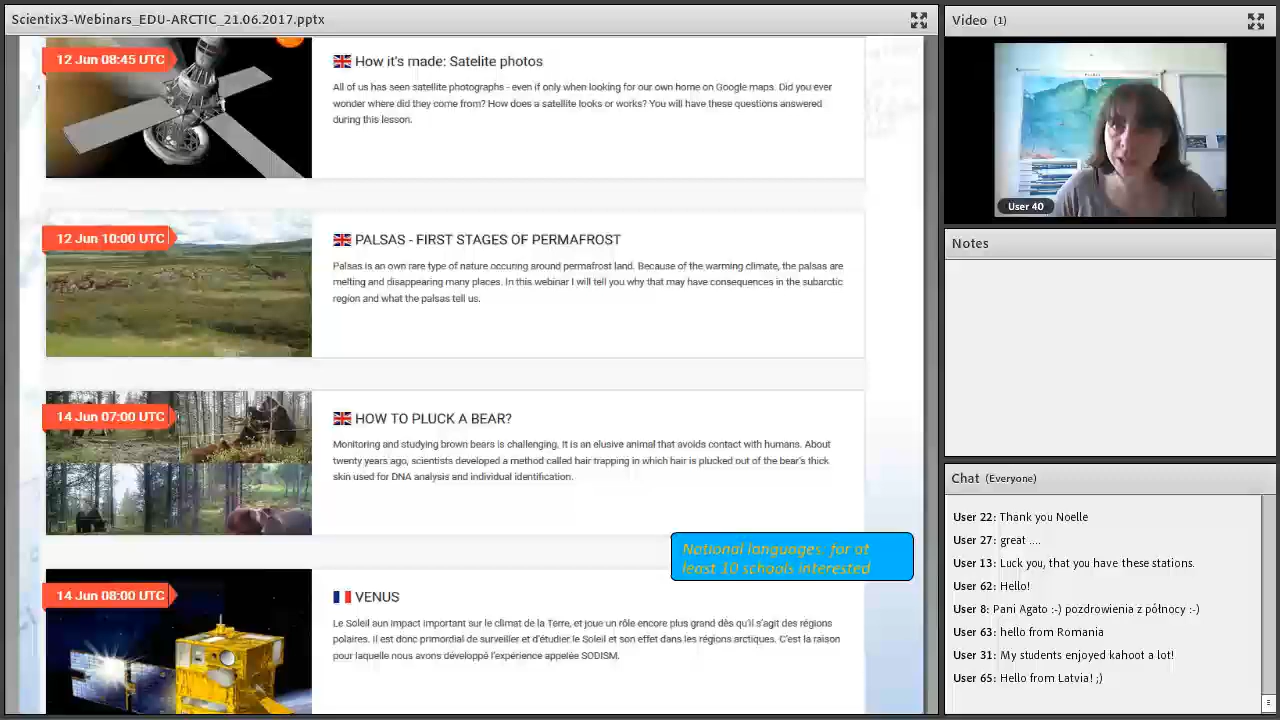 Scientix3-Webinars_EDU-ARCTIC_21.06.2017.pptx
12 Jun 08:45 UTC
How it's made: Satelite photos
All of us has seen satellite photographs - even if only when looking for our own home on Google maps. Did you ever
wonder where did they come from? How does a satellite looks or works? You will have these questions answered
during this lesson.
12 Jun 10:00 UTC
PALSAS - FIRST STAGES OF PERMAFROST
Palsas is an own rare type of nature occuring around permafrost land. Because of the warming climate, the palsas are
melting and disappearing many places. In this webinar I will tell you why that may have consequences in the subarctic
region and what the palsas tell us.
14 Jun 07:00 UTC
HOW TO PLUCK A BEAR?
Monitoring and studying brown bears is challenging. It is an elusive animal that avoids contact with humans. About
twenty years ago, scientists developed a method called hair trapping in which hair is plucked out of the bear's thick
skin used for DNA analysis and individual identification.
National languages for at
least 10 schools interested
14 Jun 08:00 UTC
VENUS
Le Soleil aun impact important sur le climat de la Terre, et joue un rôle encore plus grand dès qu'il s'agit des régions
polaires. Il est donc primordial de surveiller et d'étudier le Soleil et son effet dans les régions arctiques. C'est la raison
pour laquelle nous avons développé l'expérience appelée SODISM.
Video (1)
User 40
Notes
Chat (Everyone)
User 22: Thank you Noelle
User 27: great ....
User 13: Luck you, that you have these stations.
User 62: Hello!
User 8: Pani Agato :-) pozdrowienia z północy :-)
User 63: hello from Romania
User 31: My students enjoyed kahoot a lot!
User 65: Hello from Latvia! ;)